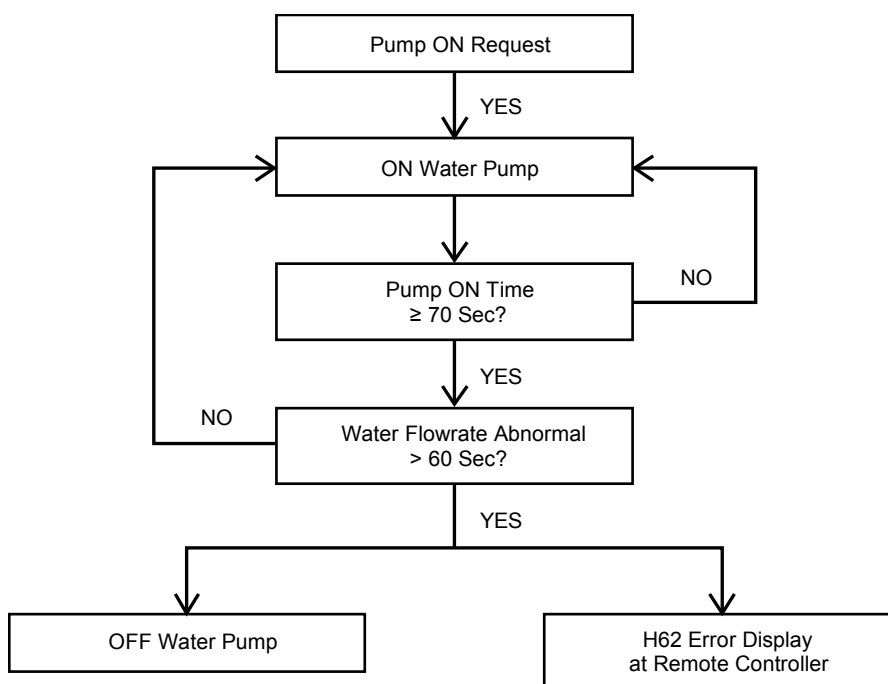 Pump ON Request
YES
ON Water Pump
Pump ON Time
≥ 70 Sec?
NO
YES
NO
Water Flowrate Abnormal
> 60 Sec?
YES
OFF Water Pump
H62 Error Display
at Remote Controller